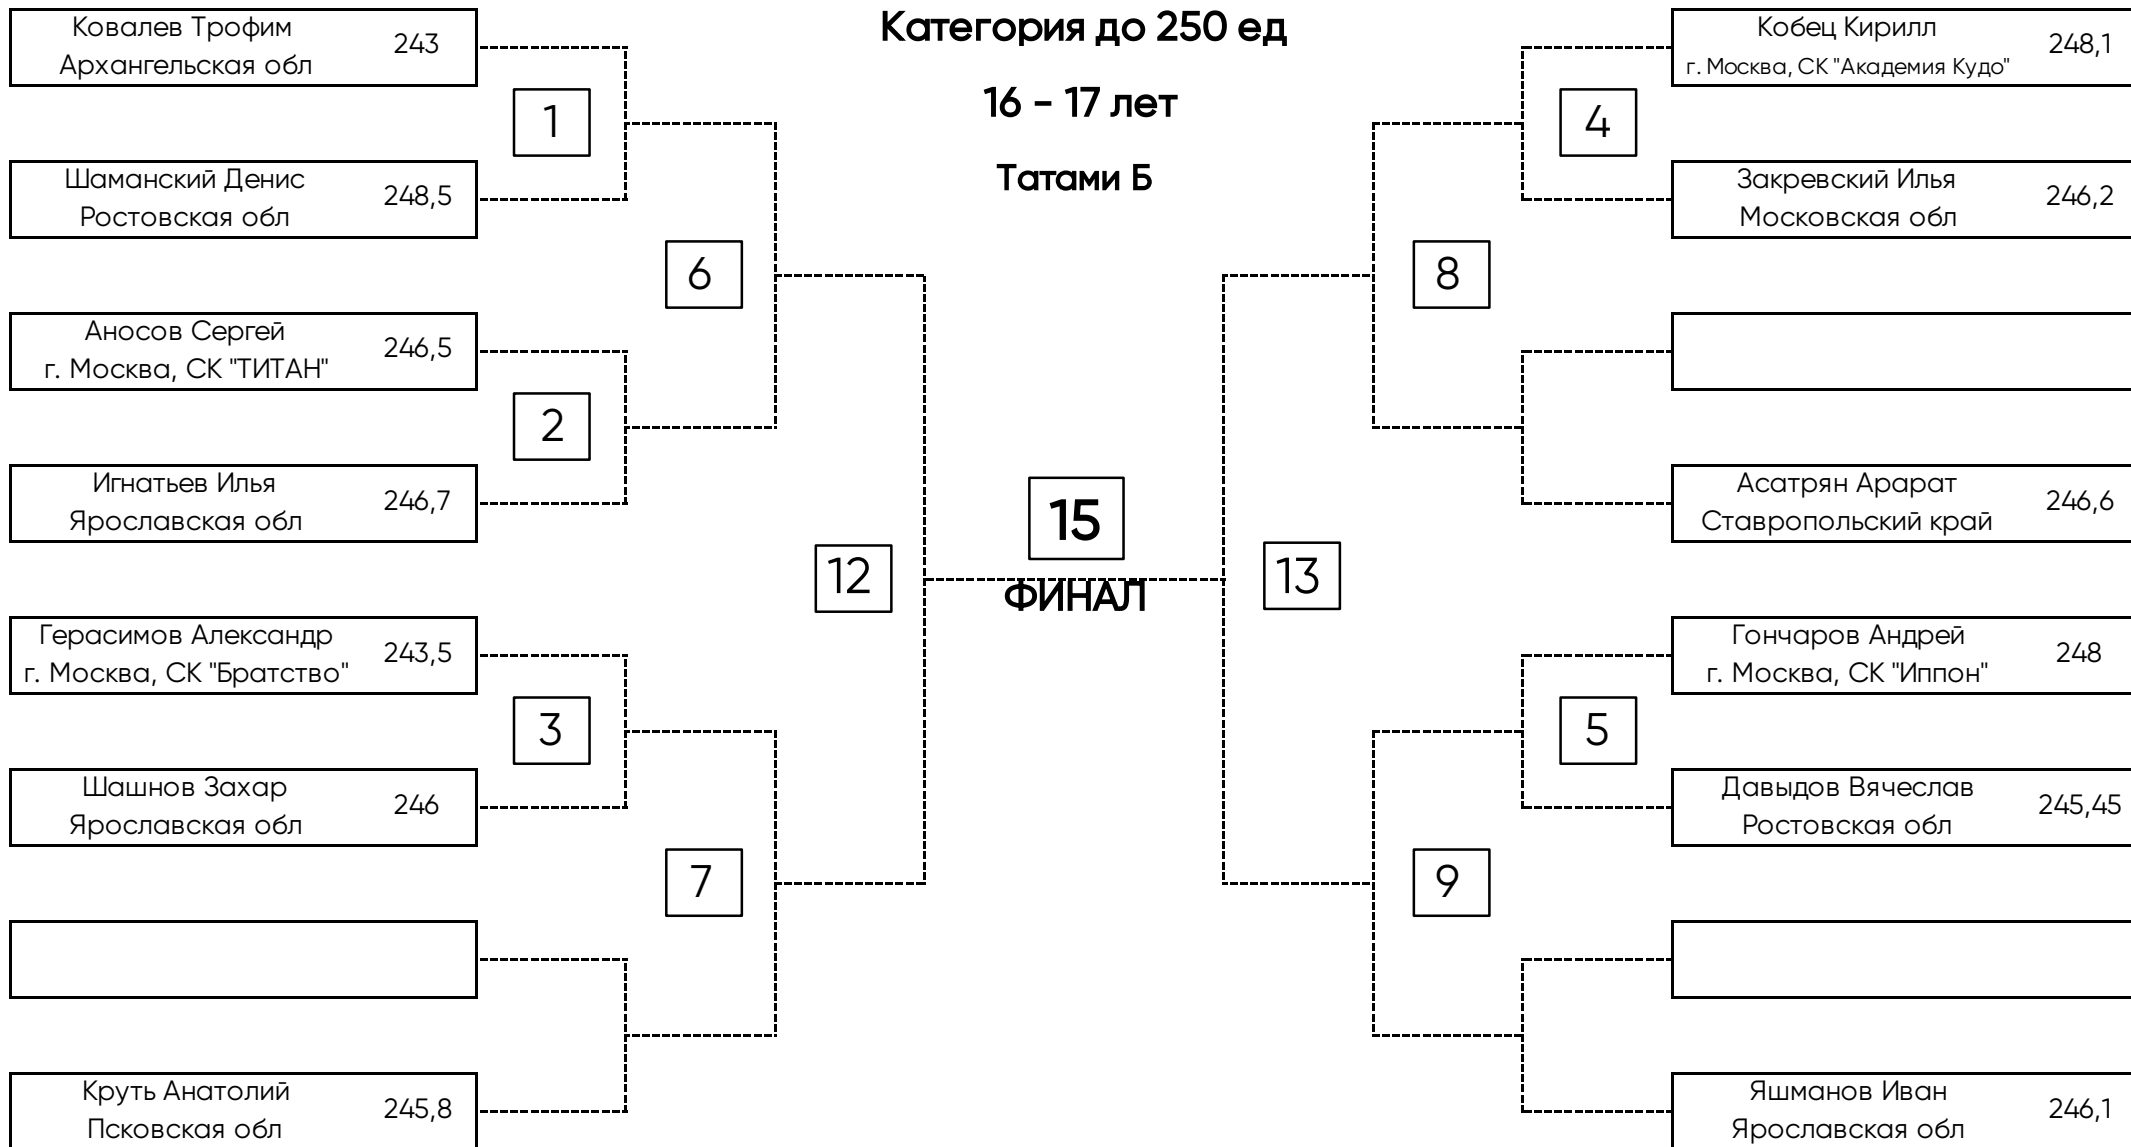 Категория до 250 ед
16 - 17 лет
Татами Б
Ковалев Трофим
Архангельская обл
243
1
Шаманский Денис
Ростовская обл
248,5
6
Аносов Сергей
г. Москва, СК "ТИТАН"
246,5
2
Игнатьев Илья
Ярославская обл
246,7
12
Герасимов Александр
г. Москва, СК "Братство"
243,5
3
Шашнов Захар
Ярославская обл
246
7
Круть Анатолий
Псковская обл
245,8
15
ФИНАЛ
Кобец Кирилл
г. Москва, СК "Академия Кудо"
248,1
4
Закревский Илья
Московская обл
246,2
8
Асатрян Арарат
Ставропольский край
246,6
13
Гончаров Андрей
г. Москва, СК "Иппон"
248
5
Давыдов Вячеслав
Ростовская обл
245,45
9
Яшманов Иван
Ярославская обл
246,1